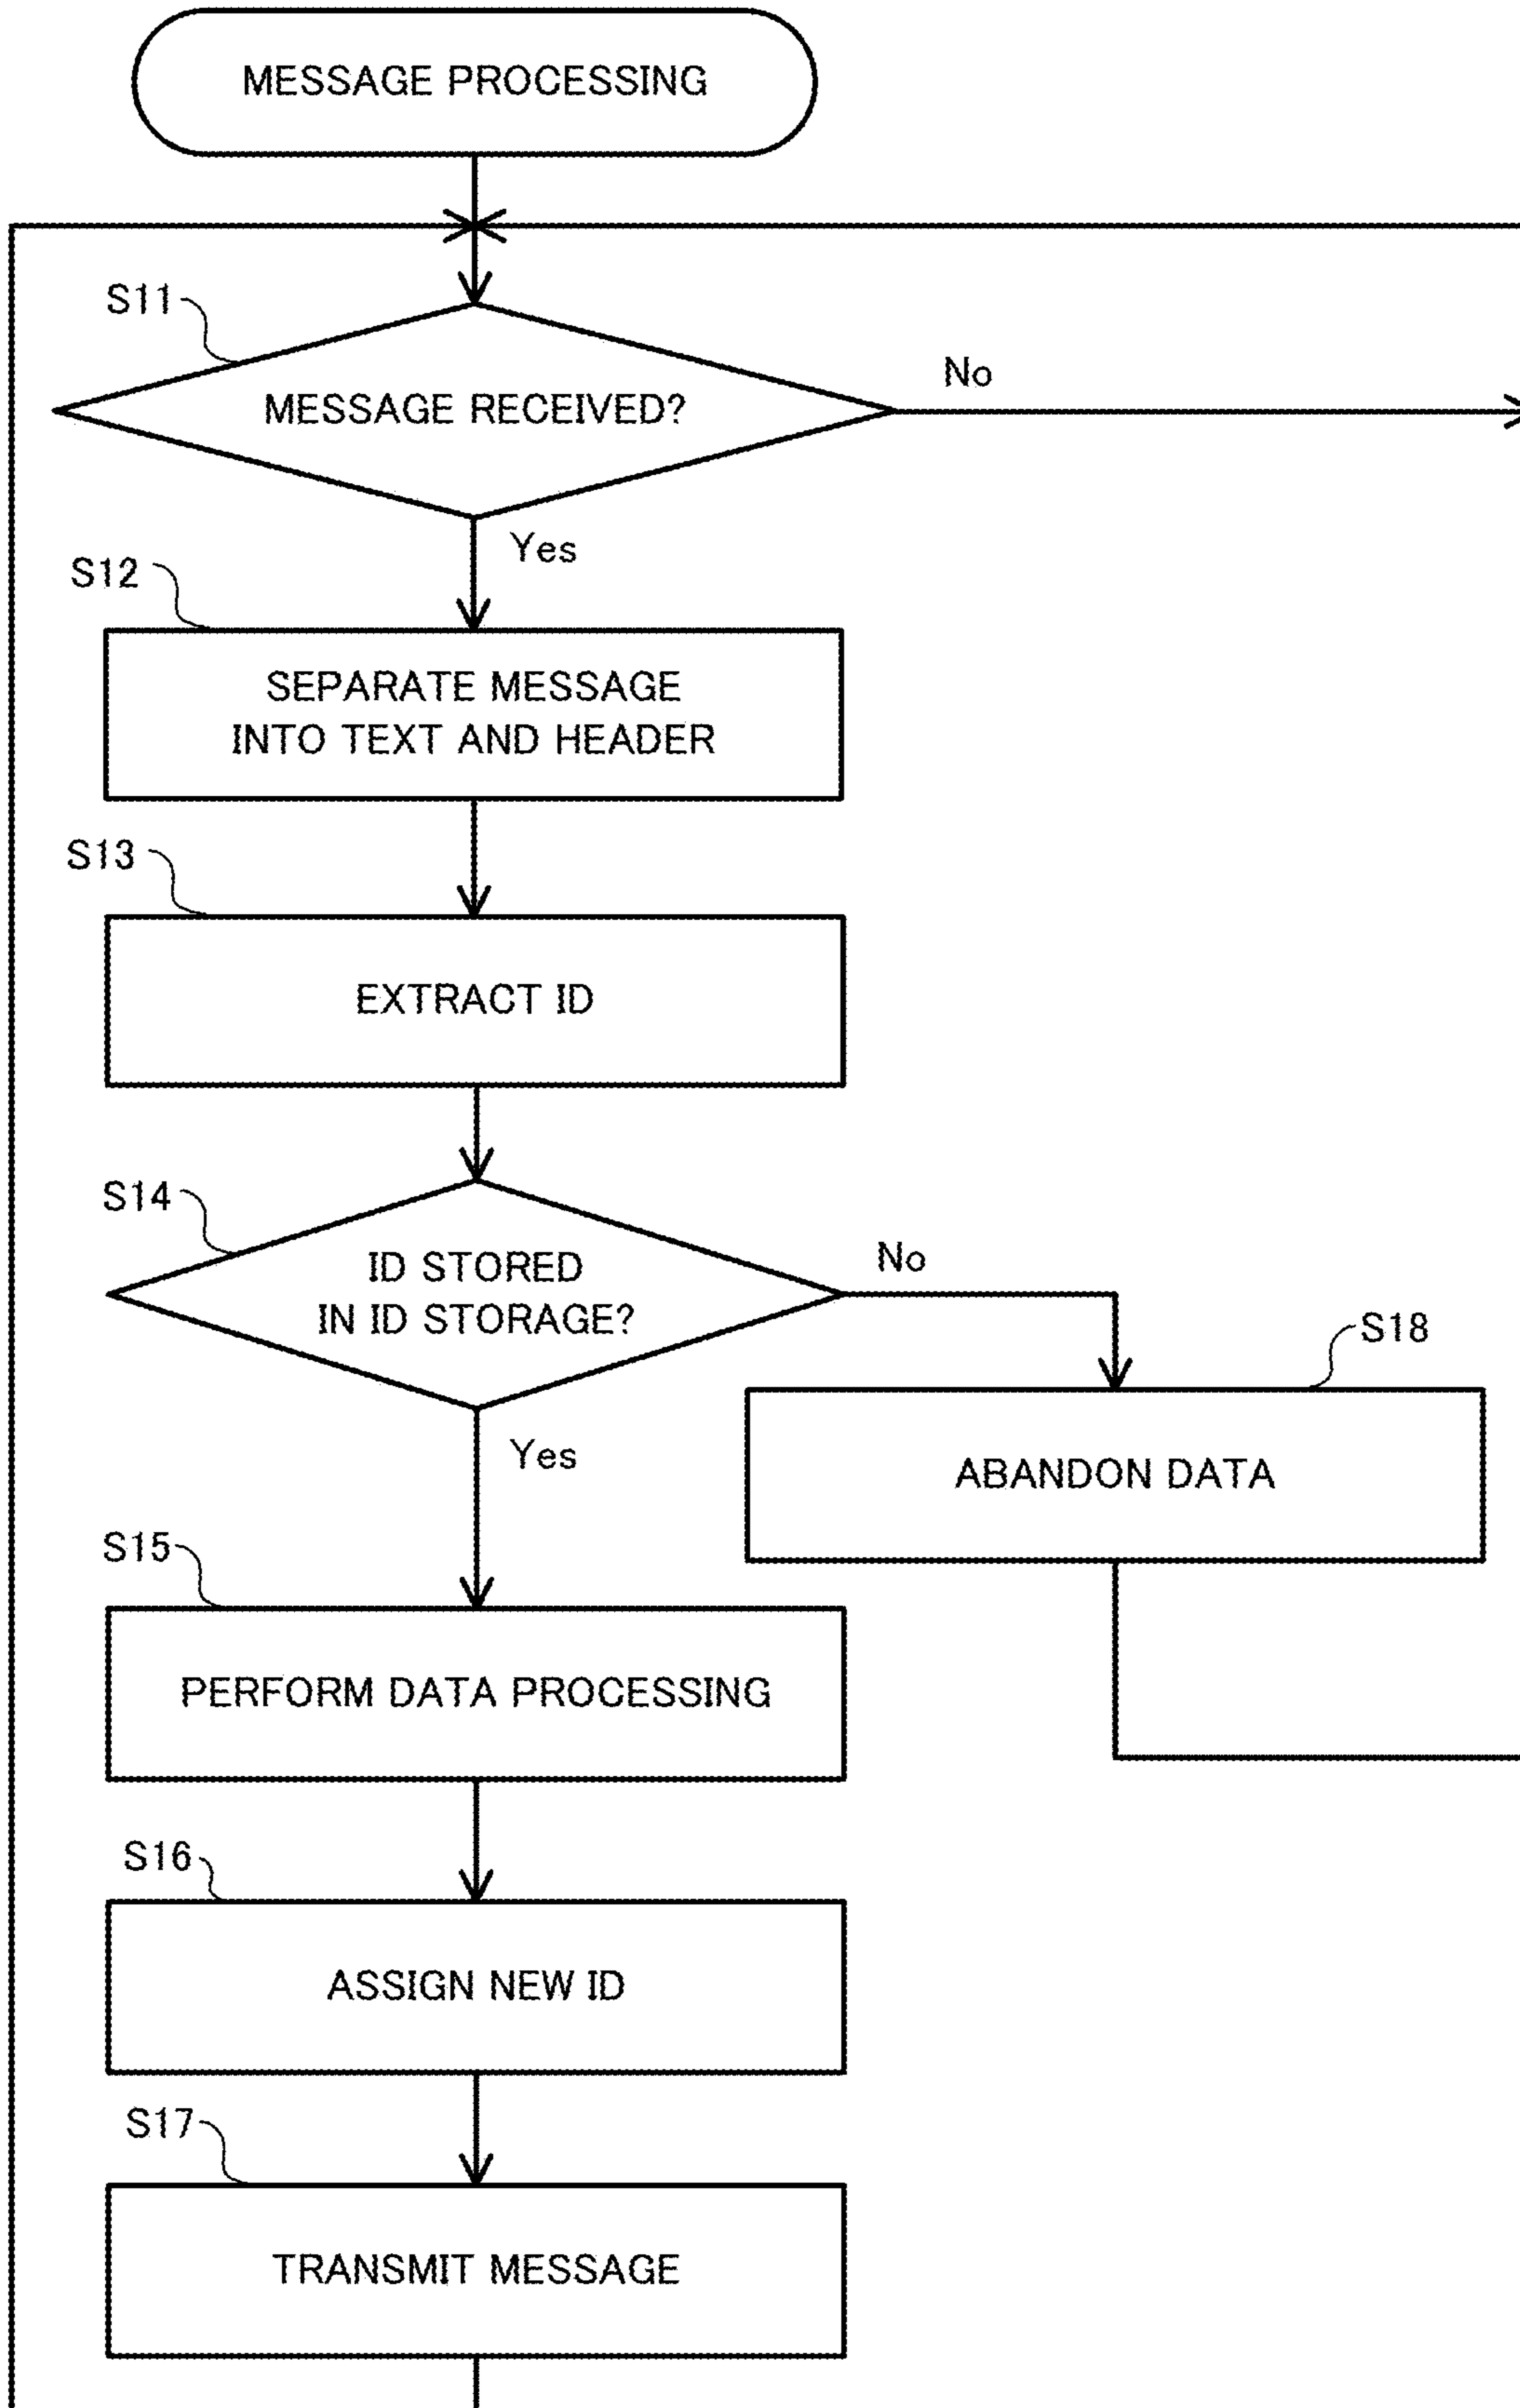 MESSAGE PROCESSING
S11
MESSAGE RECEIVED?
No
Yes
S12
SEPARATE MESSAGE
INTO TEXT AND HEADER
S13
EXTRACT ID
S14
ID STORED
IN ID STORAGE?
No
Yes
S18
ABANDON DATA
S15
PERFORM DATA PROCESSING
S16
ASSIGN NEW ID
S17
TRANSMIT MESSAGE